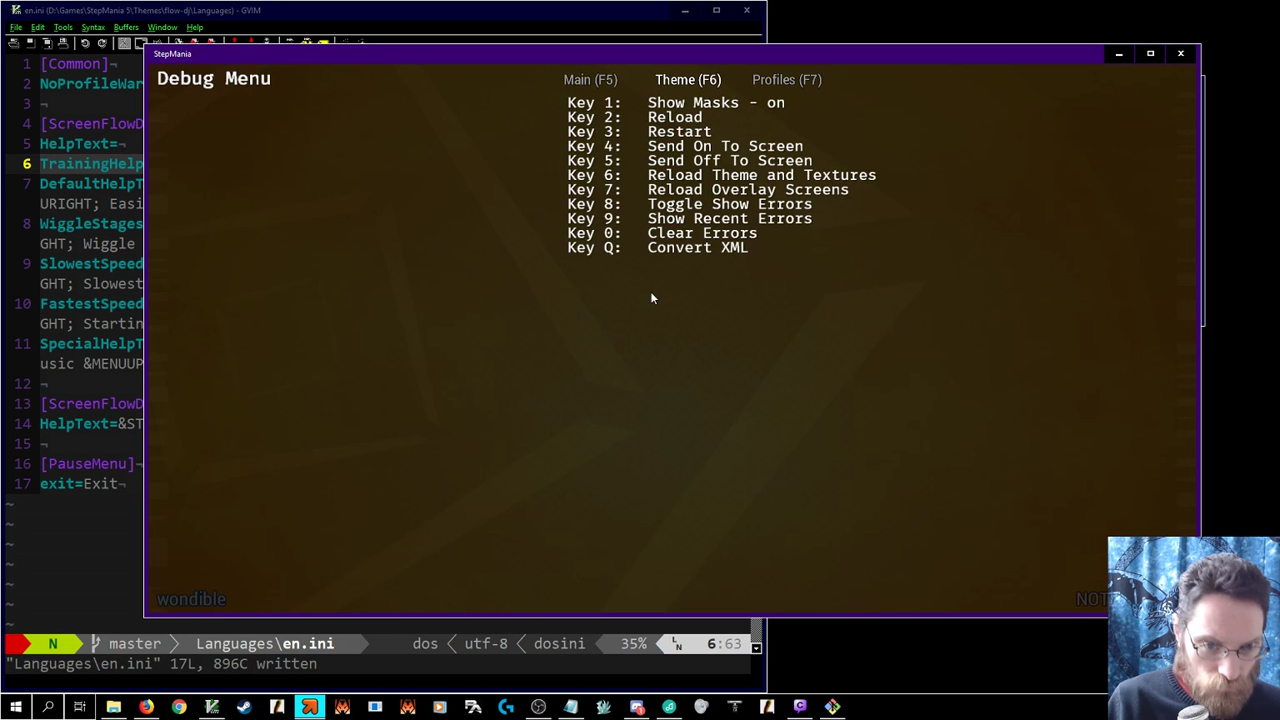 en.ini (D:\Games\StepMania 5\Themes\flow-dj\Languages) - GVIM
File Edit Tools Syntax Buffers Window Help
1 [Common]¬
2 NoProfileWar
3 ¬
4 [ScreenFlowD
5 HelpText=¬
6 TrainingHelp
7 DefaultHelpT
URIGHT; Easi
8 WiggleStages
GHT; Wiggle
9 SlowestSpeed
GHT; Slowest
10 FastestSpeed
GHT; Startin
11 SpecialHelpT
usic &MENUUP
12 ¬
13 [ScreenFlowD
14 HelpText=&ST
15 ¬
16 [PauseMenu]¬
17 exit=Exit¬
~
~
~
~
~
~
~
StepMania
Debug Menu
Main (F5) Theme (F6) Profiles (F7)
Key 1: Show Masks - on
Key 2: Reload
Key 3: Restart
Key 4: Send On To Screen
Key 5: Send Off To Screen
Key 6: Reload Theme and Textures
Key 7: Reload Overlay Screens
Key 8: Toggle Show Errors
Key 9: Show Recent Errors
Key 0: Clear Errors
Key Q: Convert XML
wondible
NOT
N master Languages\en.ini dos utf-8 dosini 35% LN 6:63
"Languages\en.ini" 17L, 896C written